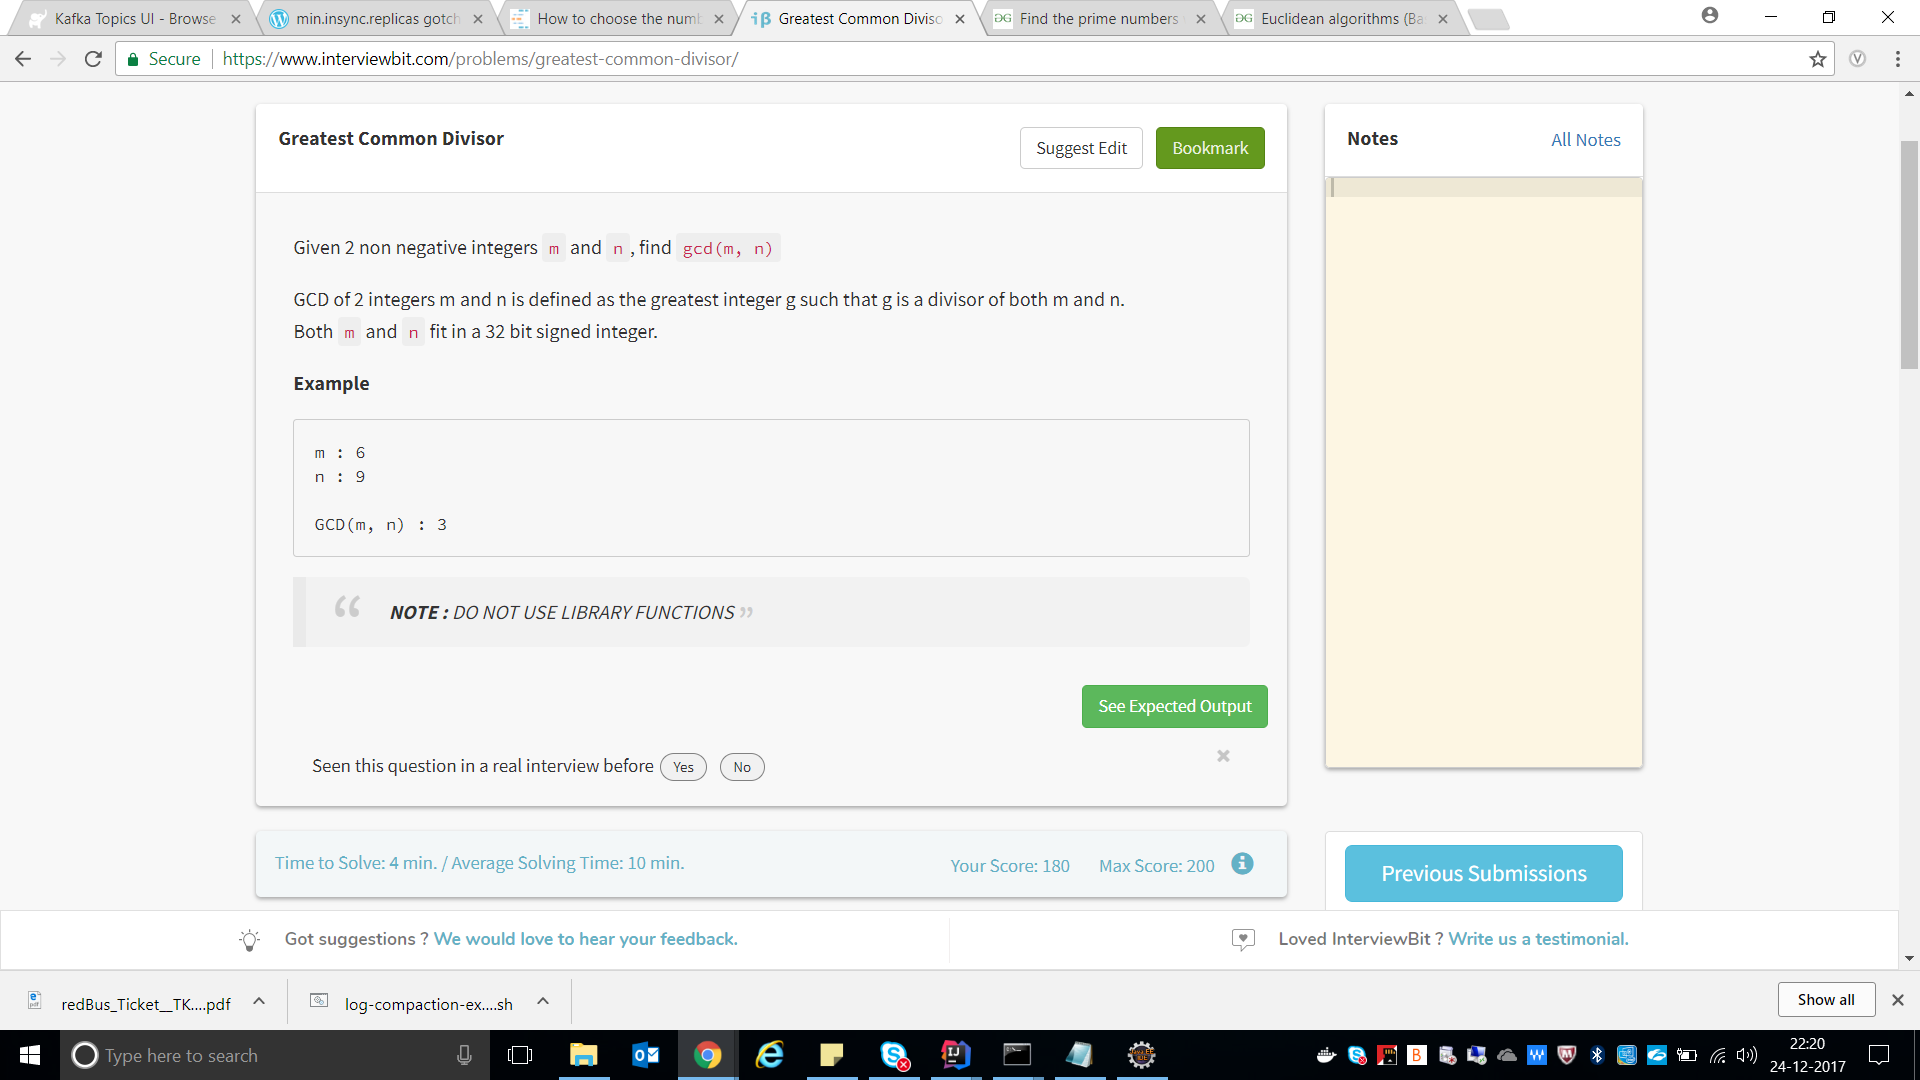 Kafka Topics UI - Browse
min.insync.replicas gotch
How to choose the numb
Greatest Common Diviso
Find the prime numbers
Euclidean algorithms (Ba
Secure
https://www.interviewbit.com/problems/greatest-common-divisor/
Greatest Common Divisor
Suggest Edit
Bookmark
Given 2 non negative integers m and n, find gcd(m, n)
GCD of 2 integers m and n is defined as the greatest integer g such that g is a divisor of both m and n.
Both m and n fit in a 32 bit signed integer.
Example
m : 6
n : 9
GCD(m, n) : 3
“ NOTE : DO NOT USE LIBRARY FUNCTIONS ”
See Expected Output
Seen this question in a real interview before Yes No
Time to Solve: 4 min. / Average Solving Time: 10 min.
Your Score: 180
Max Score: 200
Notes
All Notes
Previous Submissions
Got suggestions ? We would love to hear your feedback.
Loved InterviewBit ? Write us a testimonial.
redBus_Ticket__TK....pdf
log-compaction-ex....sh
Show all
Type here to search
22:20
24-12-2017